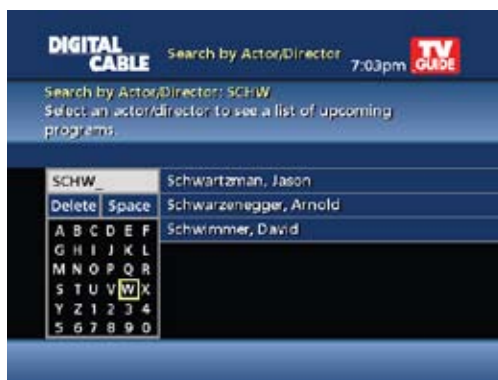 DIGITAL CABLE
Search by Actor/Director
7:03pm
TV GUIDE
Search by Actor/Director: SCHW
Select an actor/director to see a list of upcoming
programs.
SCHW_
Schwartzman, Jason
Delete Space
Schwarzenegger, Arnold
A B C D E F
Schwimmer, David
G H I J K L
M N O P Q R
S T U V W X
Y Z 1 2 3 4
5 6 7 8 9 0